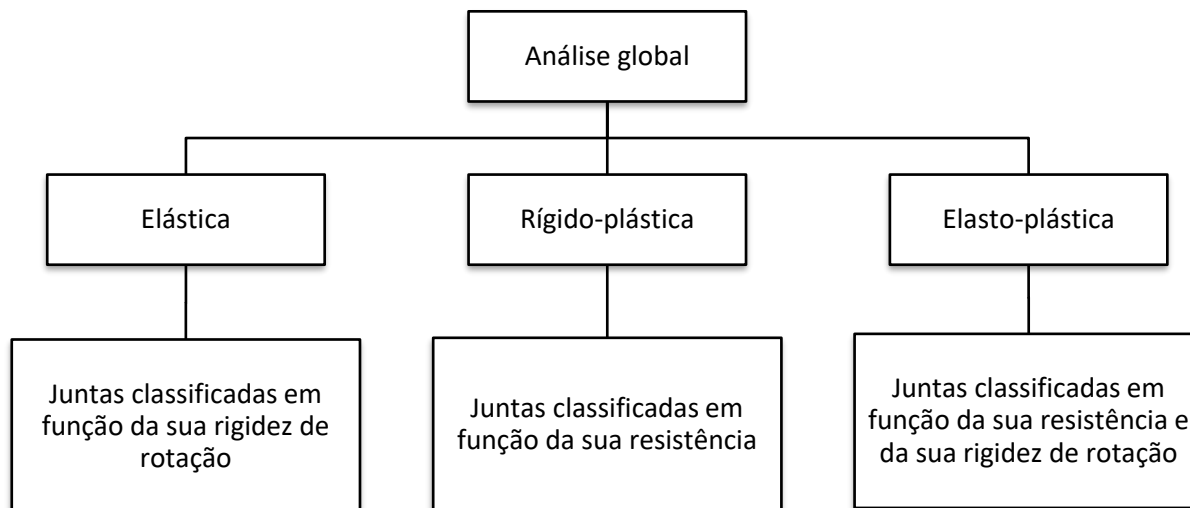 Análise global
Elástica
Rígido-plástica
Elasto-plástica
Juntas classificadas em
função da sua rigidez de
rotação
Juntas classificadas em
função da sua resistência
Juntas classificadas em
função da sua resistência e
da sua rigidez de rotação